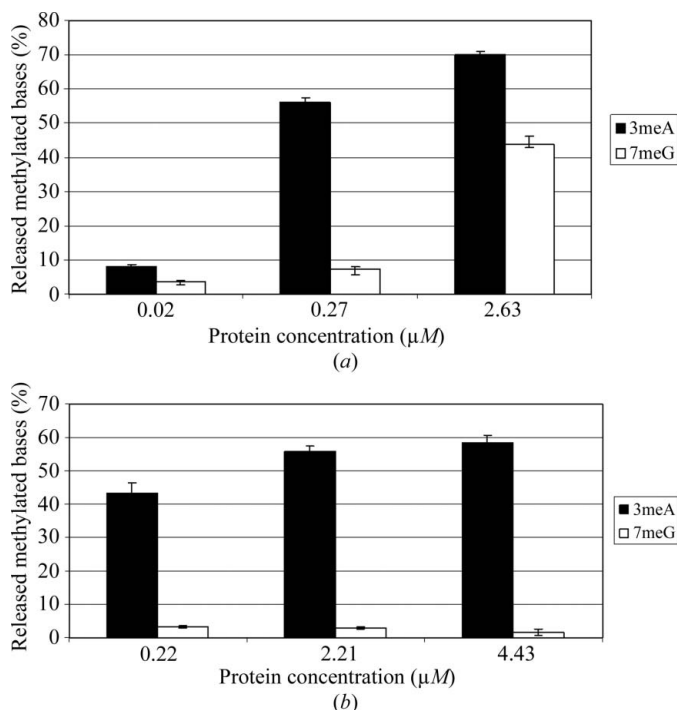 Released methylated bases (%)
80
70
60
50
40
30
20
10
0
3meA
7meG
0.02 0.27 2.63
Protein concentration (µM)
(a)
Released methylated bases (%)
70
60
50
40
30
20
10
0
3meA
7meG
0.22 2.21 4.43
Protein concentration (µM)
(b)